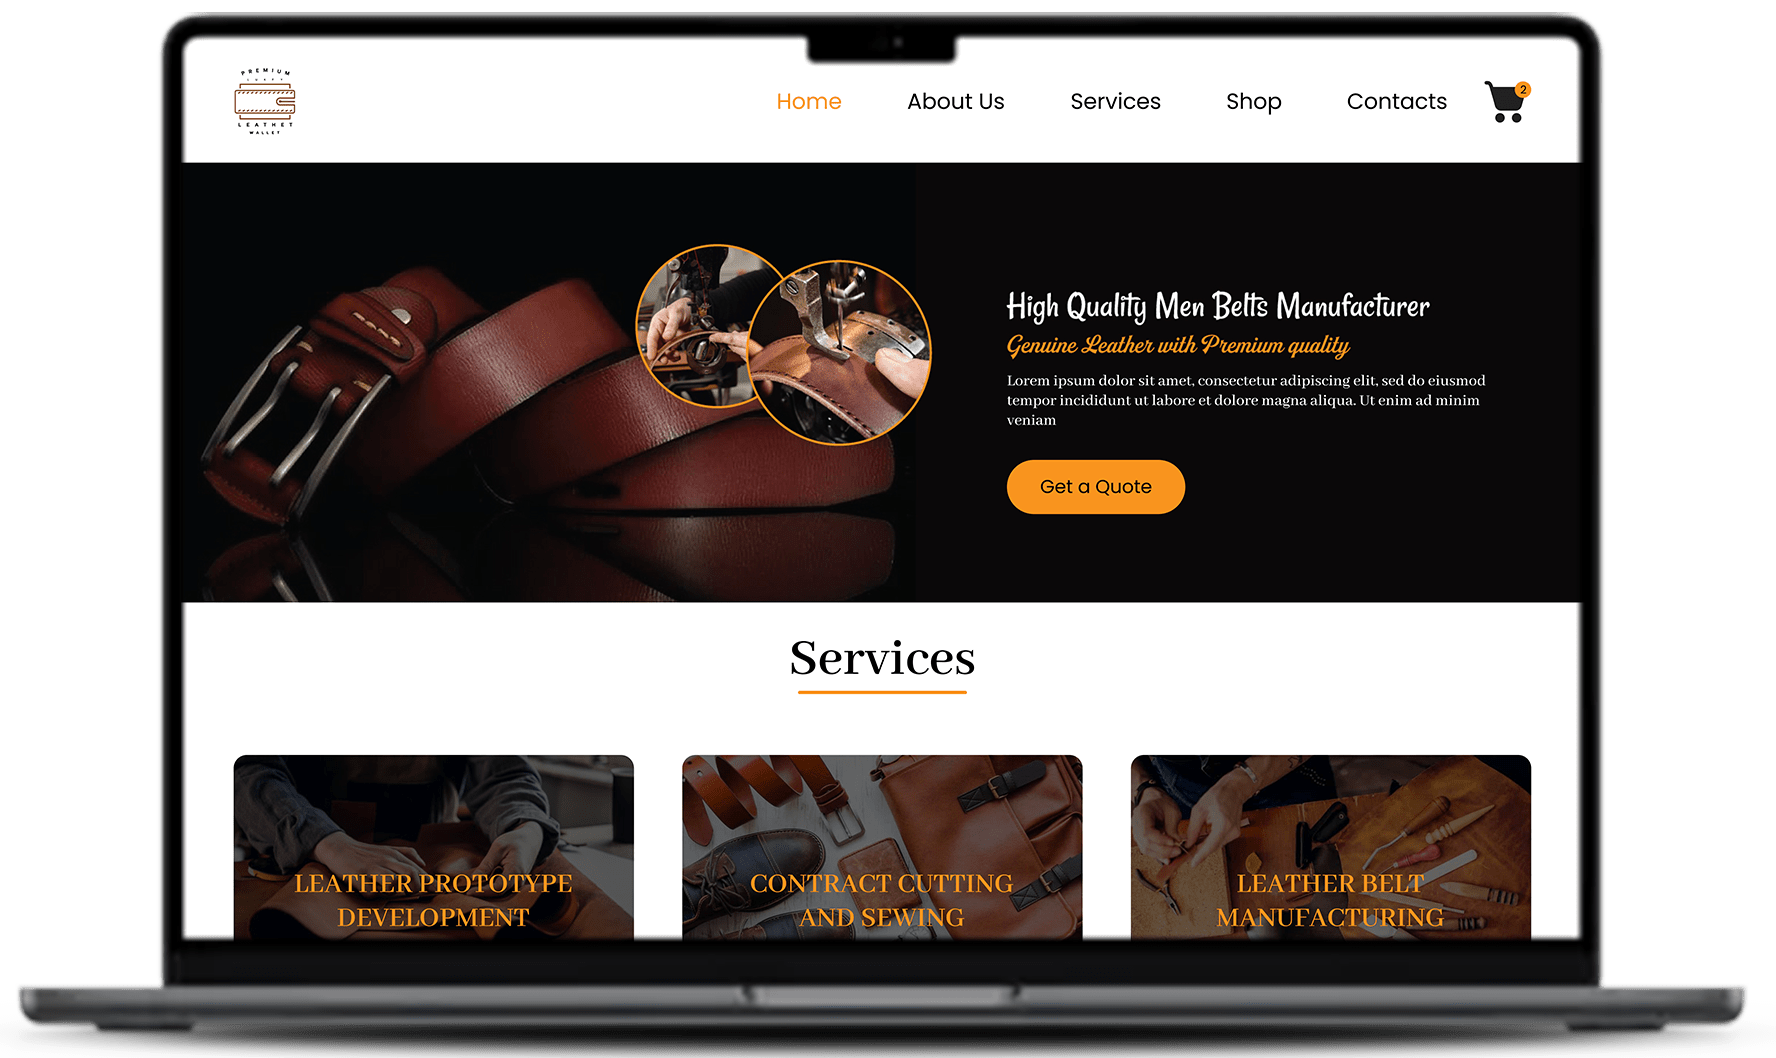 PREMIUM
LUXRY
LEATHET
WALLET
Home
About Us
Services
Shop
Contacts
2
High Quality Men Belts Manufacturer
Genuine Leather with Premium quality
Lorem ipsum dolor sit amet, consectetur adipiscing elit, sed do eiusmod
tempor incididunt ut labore et dolore magna aliqua. Ut enim ad minim
veniam
Get a Quote
Services
LEATHER PROTOTYPE
DEVELOPMENT
CONTRACT CUTTING
AND SEWING
LEATHER BELT
MANUFACTURING